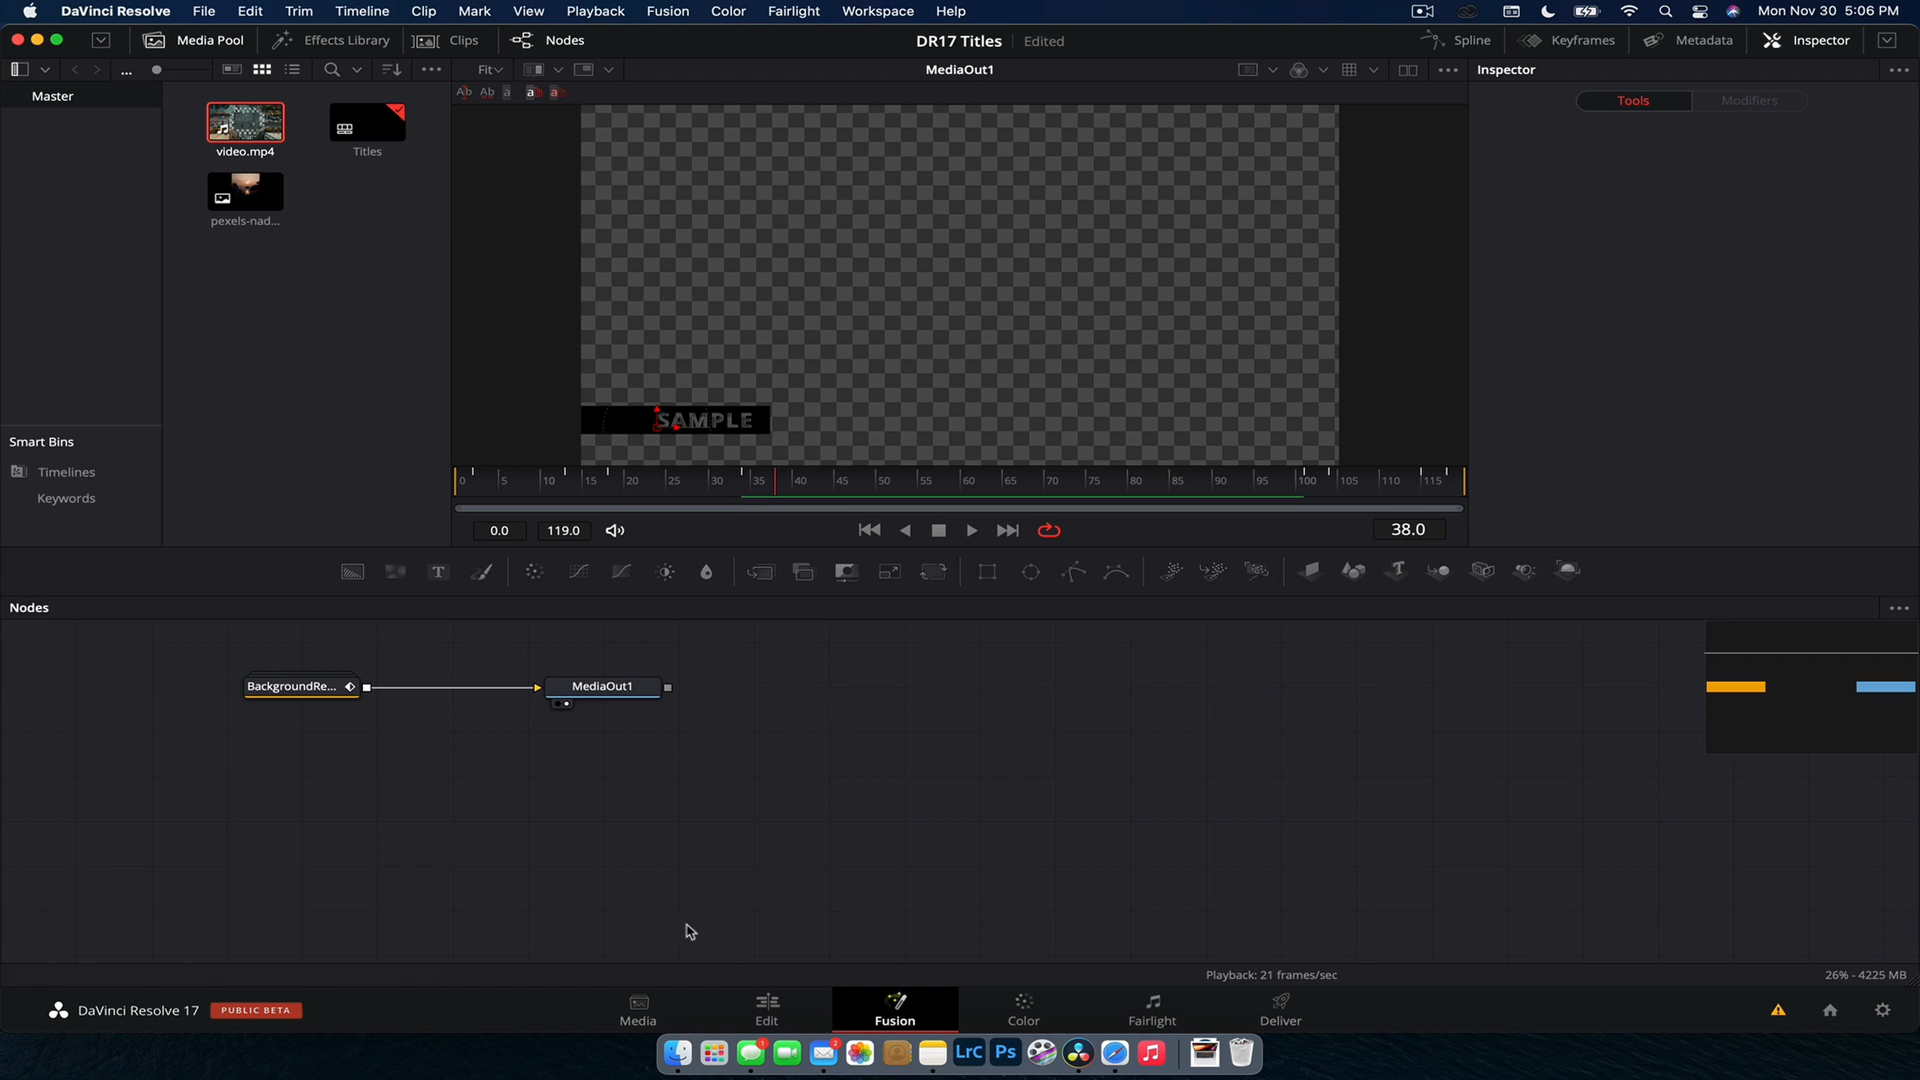 DaVinci Resolve File Edit Trim Timeline Clip Mark View Playback Fusion Color Fairlight Workspace Help Mon Nov 30 5:06 PM
Media Pool Effects Library Clips Nodes DR17 Titles Edited Spline Keyframes Metadata Inspector
... Fit MediaOut1 Inspector
Master
Tools Modifiers
video.mp4 Titles
pexels-nad...
SAMPLE
Smart Bins
Timelines
Keywords
0 5 10 15 20 25 30 35 40 45 50 55 60 65 70 75 80 85 90 95 100 105 110 115
0.0 119.0 38.0
Nodes
BackgroundRe... MediaOut1
Playback: 21 frames/sec 26% - 4225 MB
DaVinci Resolve 17 PUBLIC BETA
Media Edit Fusion Color Fairlight Deliver
1 2 LrC Ps